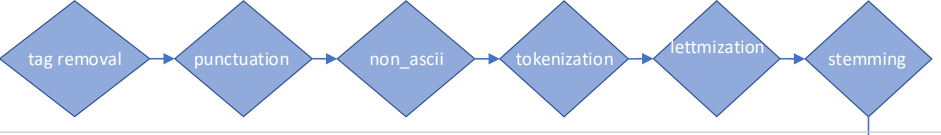 tag removal
punctuation
non_ascii
tokenization
lettmization
stemming